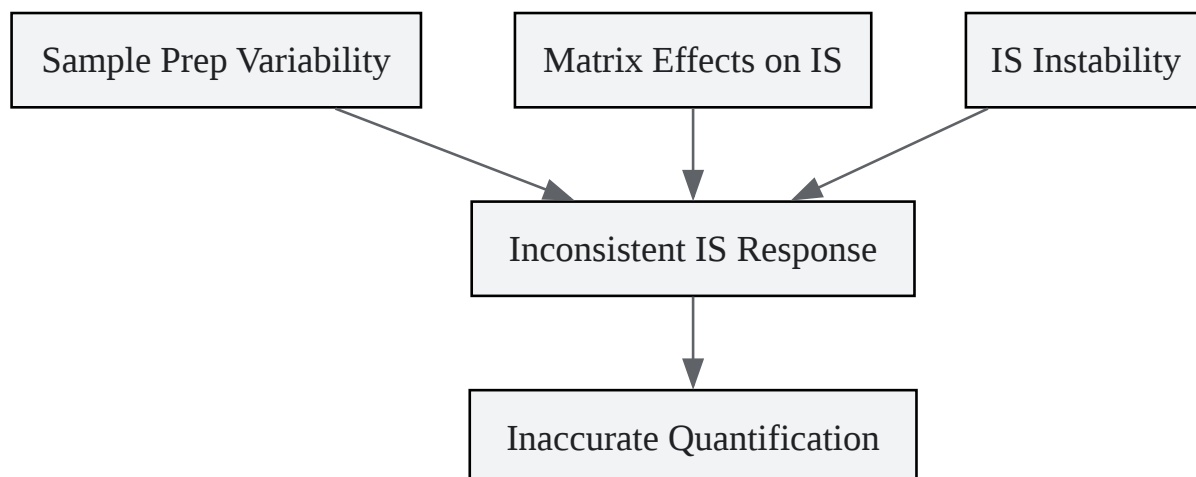 Sample Prep Variability
Matrix Effects on IS
IS Instability
Inconsistent IS Response
Inaccurate Quantification